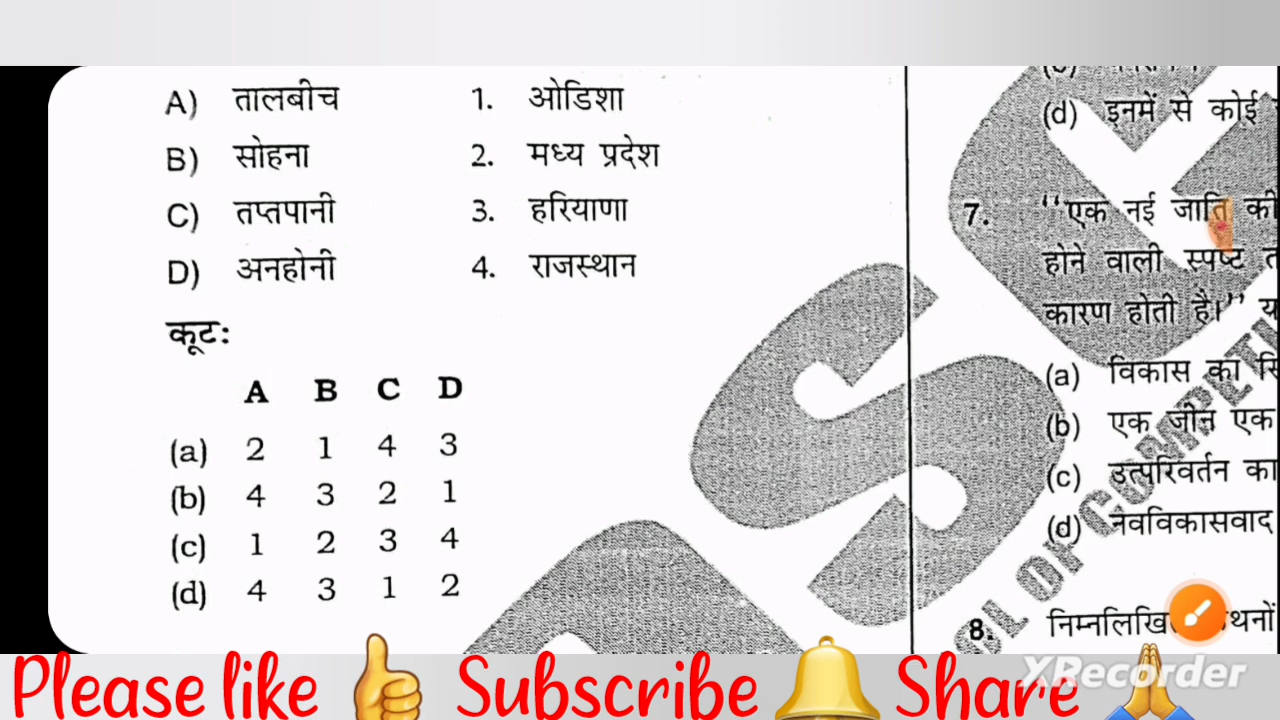 A) तालबीच 1. ओडिशा
B) सोहना 2. मध्य प्रदेश
C) तप्तपानी 3. हरियाणा
D) अनहोनी 4. राजस्थान
कूटः
A B C D
(a) 2 1 4 3
(b) 4 3 2 1
(c) 1 2 3 4
(d) 4 3 1 2
(d) इनमें से कोई
7. “एक नई जाति की
होने वाली स्पष्ट
कारण होती है।”
(a) विकास का
(b) एक जीन एक
(c) उत्परिवर्तन का
(d) नवविकासवाद
8.
OF COMPETI
Please like Subscribe Share
XRecorder